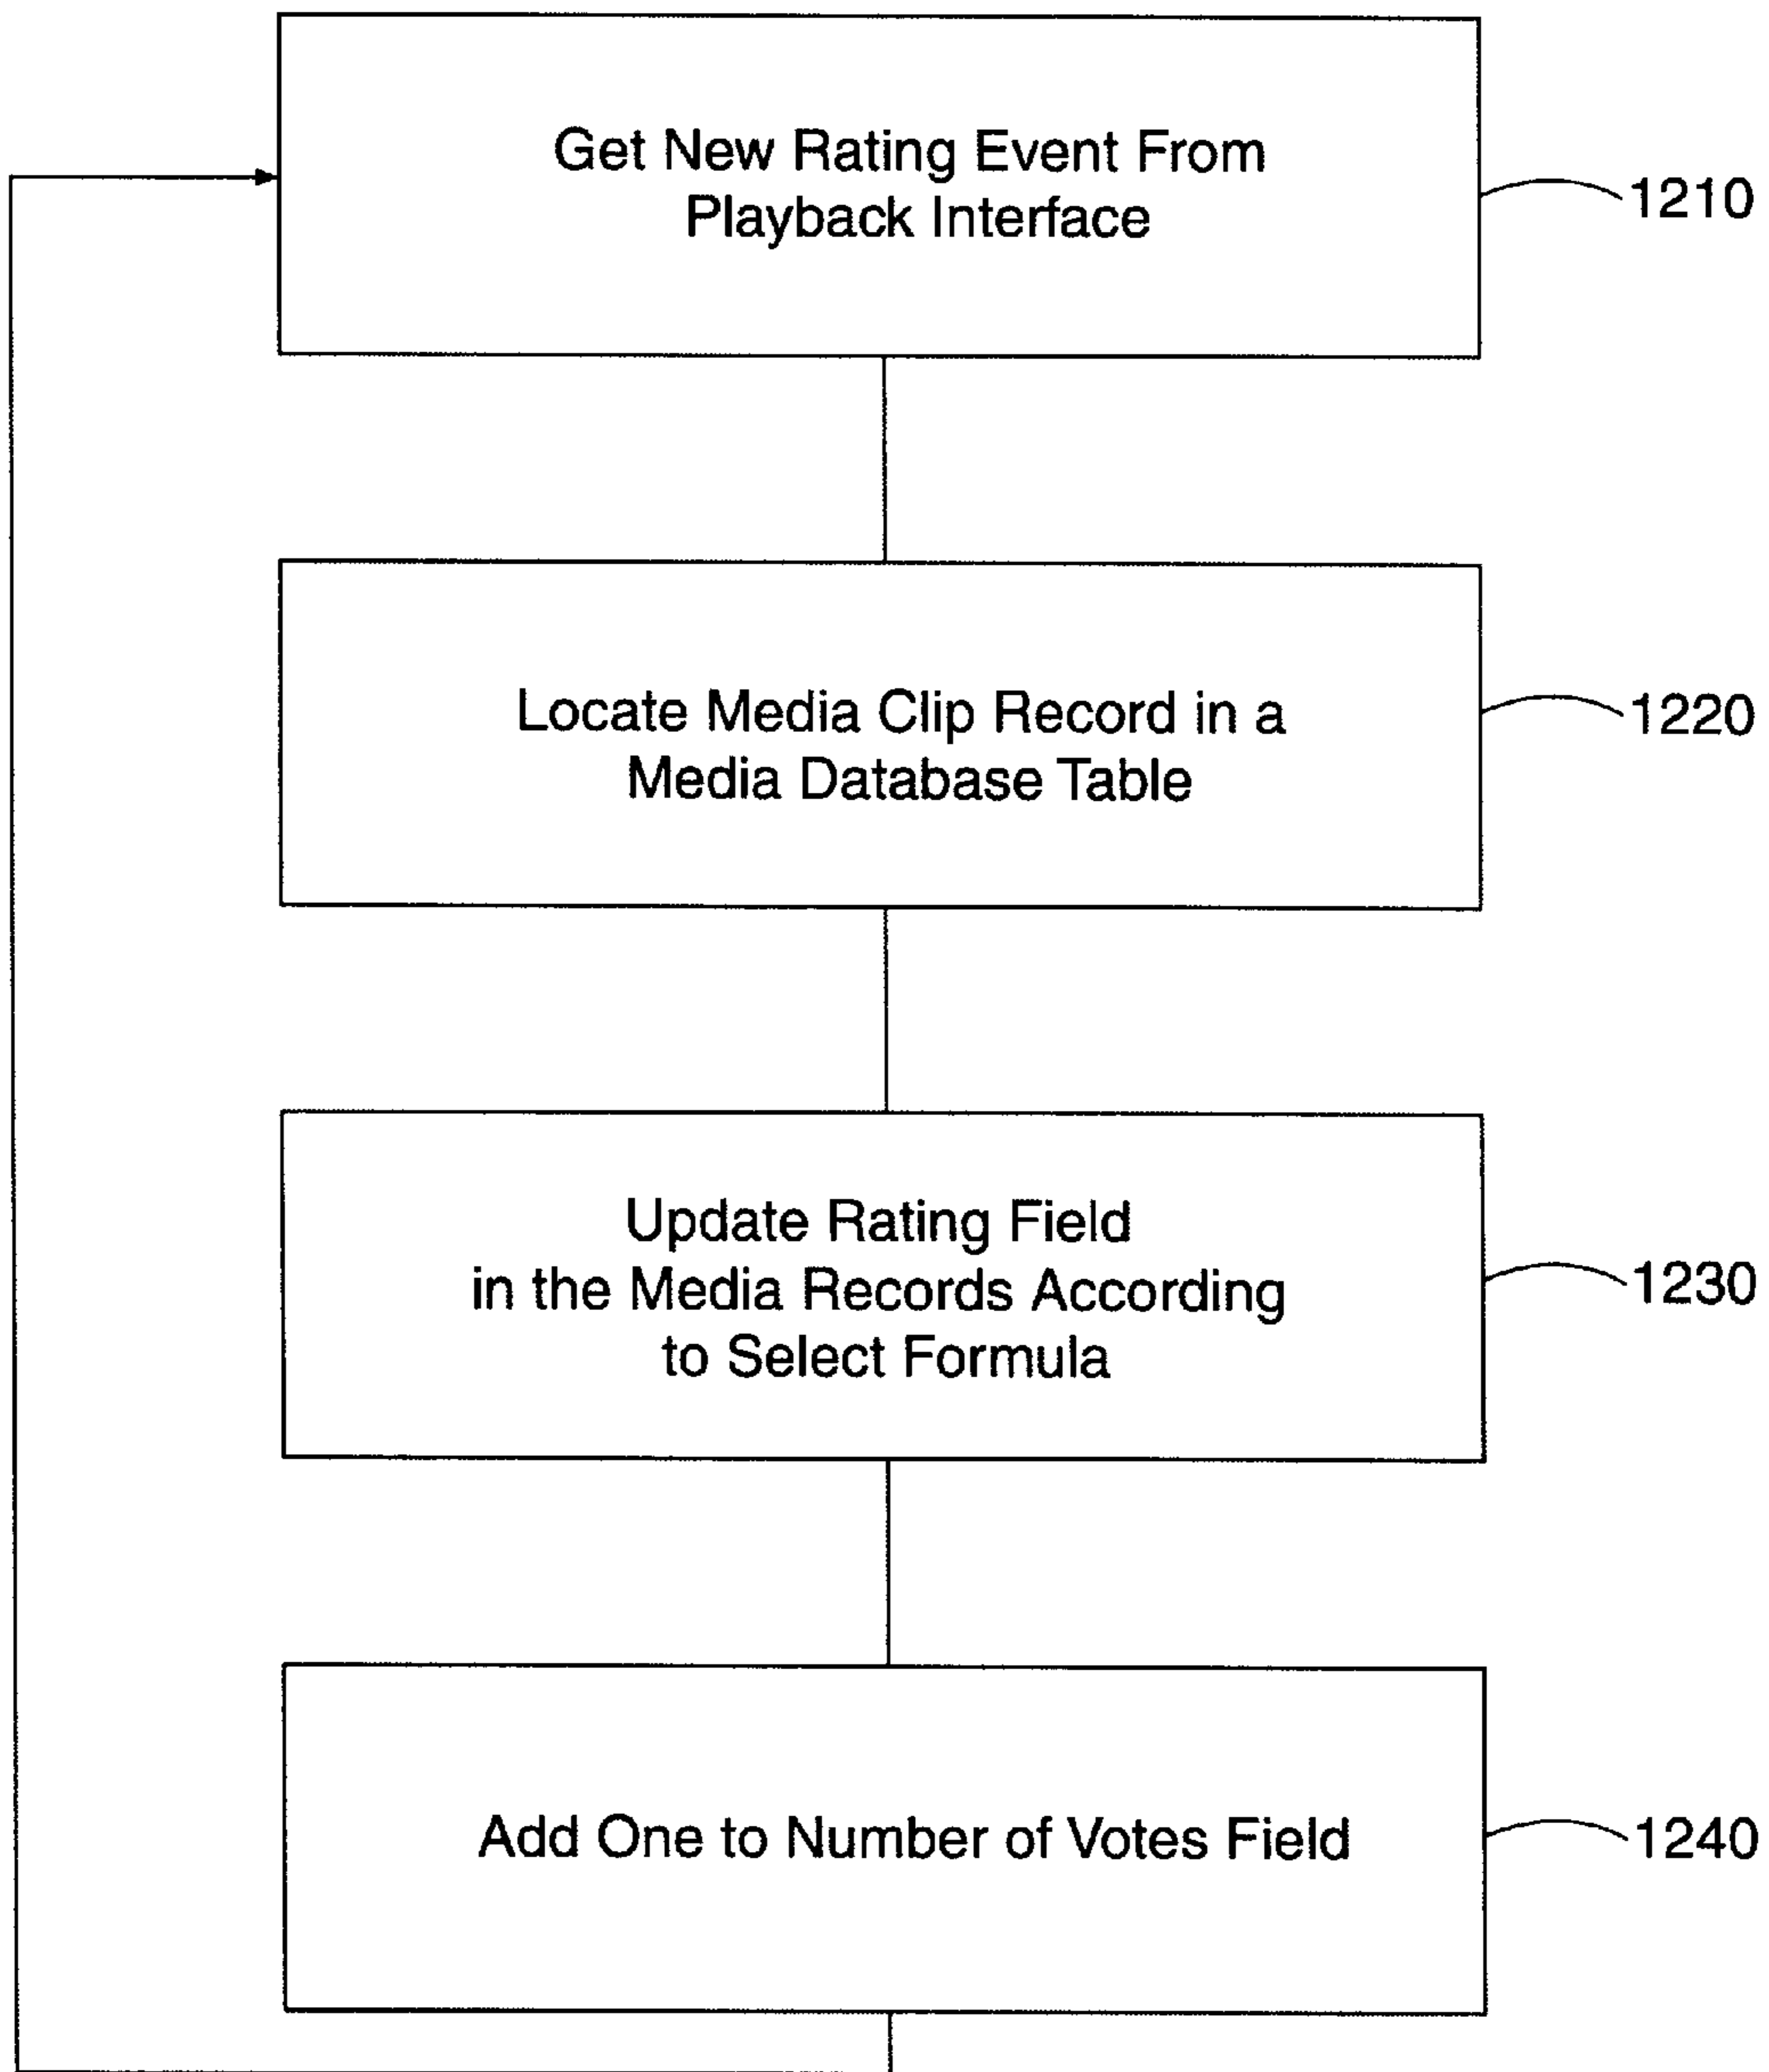 Get New Rating Event From
Playback Interface
1210
Locate Media Clip Record in a
Media Database Table
1220
Update Rating Field
in the Media Records According
to Select Formula
1230
Add One to Number of Votes Field
1240